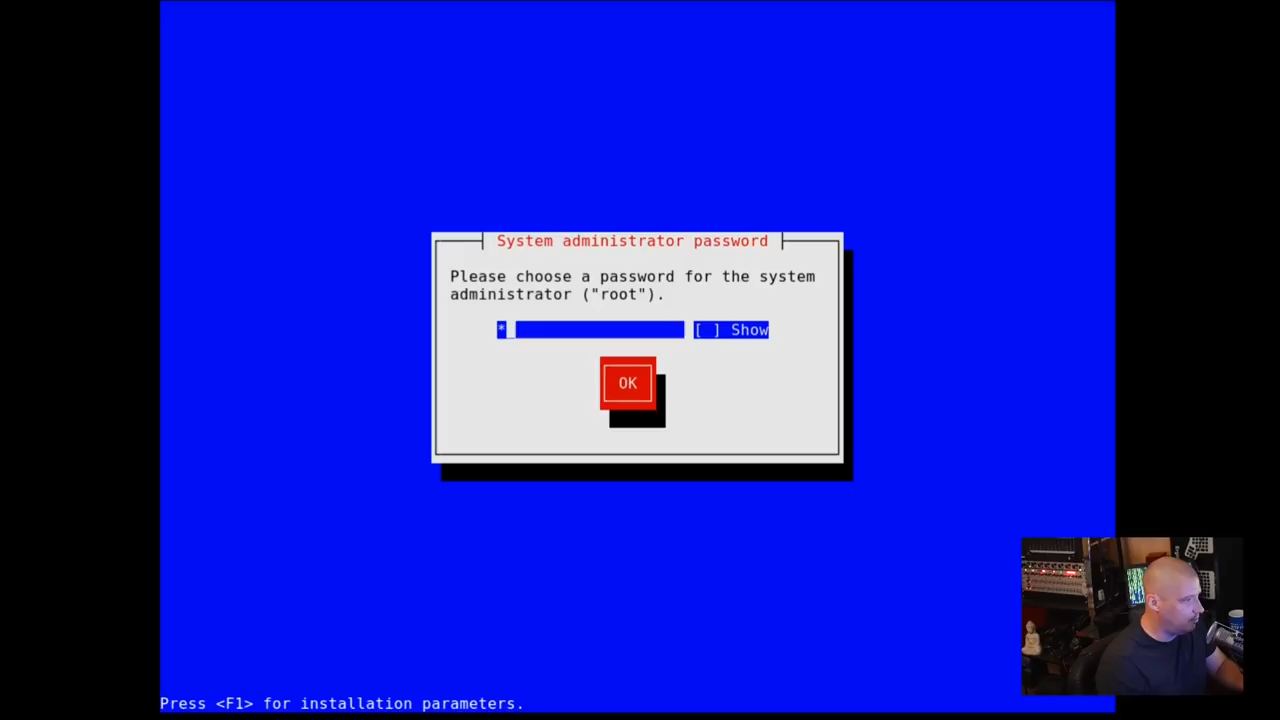 System administrator password
Please choose a password for the system
administrator ("root").
*_ [ ] Show
OK
Press <F1> for installation parameters.